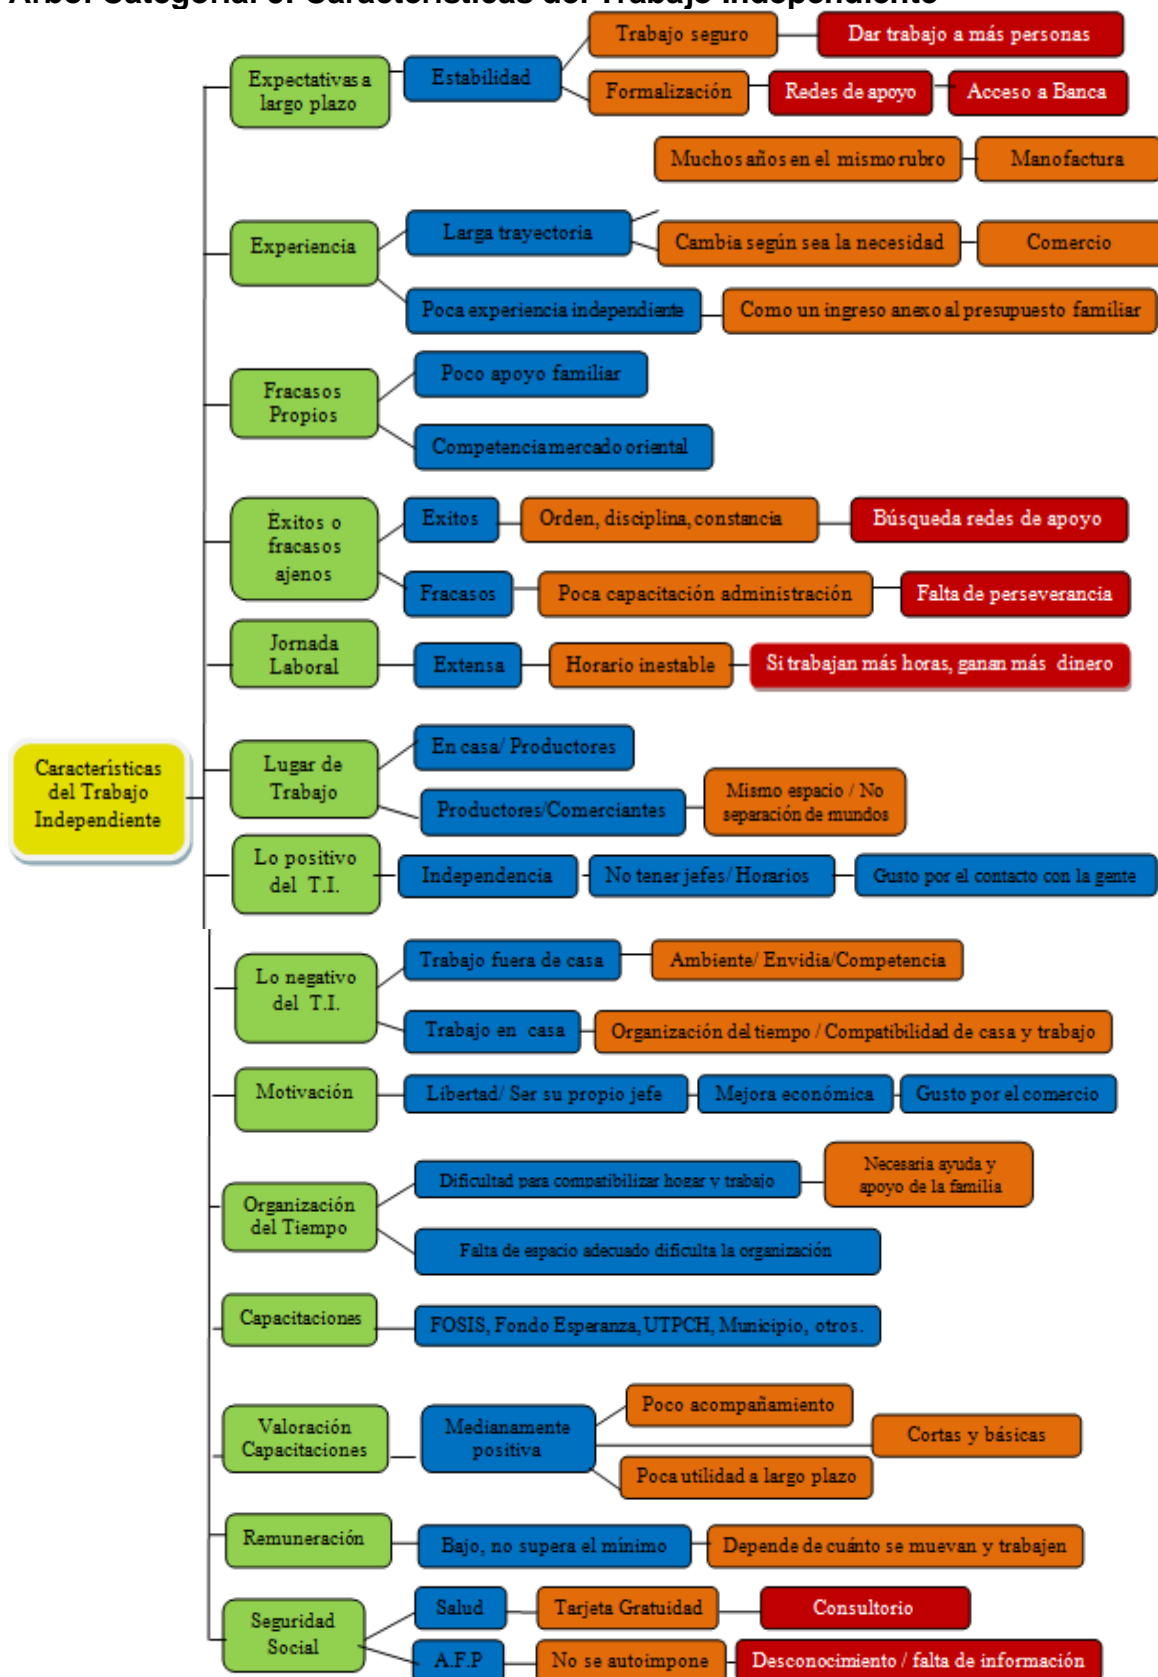 Árbol Categorial 3: Características del Trabajo Independiente
Trabajo seguro
Dar trabajo a más personas
Expectativas a
largo plazo
Estabilidad
Formalización
Redes de apoyo
Acceso a Banca
Muchos años en el mismo rubro
Manofactura
Experiencia
Larga trayectoria
Cambia según sea la necesidad
Comercio
Poca experiencia independiente
Como un ingreso anexo al presupuesto familiar
Fracasos
Propios
Poco apoyo familiar
Competencia mercado oriental
Éxitos o
fracasos
ajenos
Exitos
Orden, disciplina, constancia
Búsqueda redes de apoyo
Fracasos
Poca capacitación administración
Falta de perseverancia
Jornada
Laboral
Extensa
Horario inestable
Si trabajan más horas, ganan más dinero
Características
del Trabajo
Independiente
Lugar de
Trabajo
En casa/ Productores
Productores/Comerciantes
Mismo espacio / No
separación de mundos
Lo positivo
del T.I.
Independencia
No tener jefes/ Horarios
Gusto por el contacto con la gente
Lo negativo
del T.I.
Trabajo fuera de casa
Ambiente/ Envidia/Competencia
Trabajo en casa
Organización del tiempo / Compatibilidad de casa y trabajo
Motivación
Libertad/ Ser su propio jefe
Mejora económica
Gusto por el comercio
Organización
del Tiempo
Dificultad para compatibilizar hogar y trabajo
Necesaria ayuda y
apoyo de la familia
Falta de espacio adecuado dificulta la organización
Capacitaciones
FOSIS, Fondo Esperanza, UTPCH, Municipio, otros.
Valoración
Capacitaciones
Medianamente
positiva
Poco acompañamiento
Cortas y básicas
Poca utilidad a largo plazo
Remuneración
Bajo, no supera el mínimo
Depende de cuánto se muevan y trabajen
Seguridad
Social
Salud
Tarjeta Gratuidad
Consultorio
A.F.P
No se autoimpone
Desconocimiento / falta de información